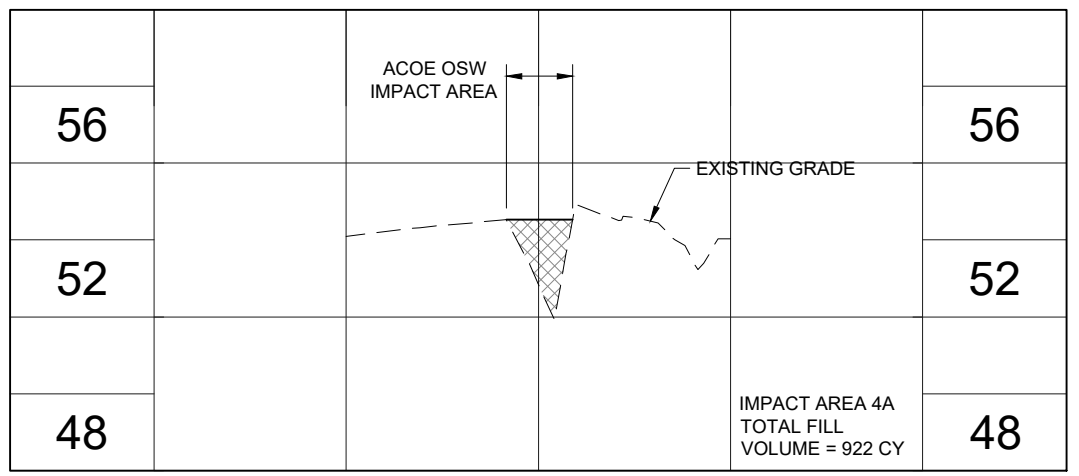 ACOE OSW
IMPACT AREA
56
56
EXISTING GRADE
52
52
IMPACT AREA 4A
TOTAL FILL
VOLUME = 922 CY
48
48